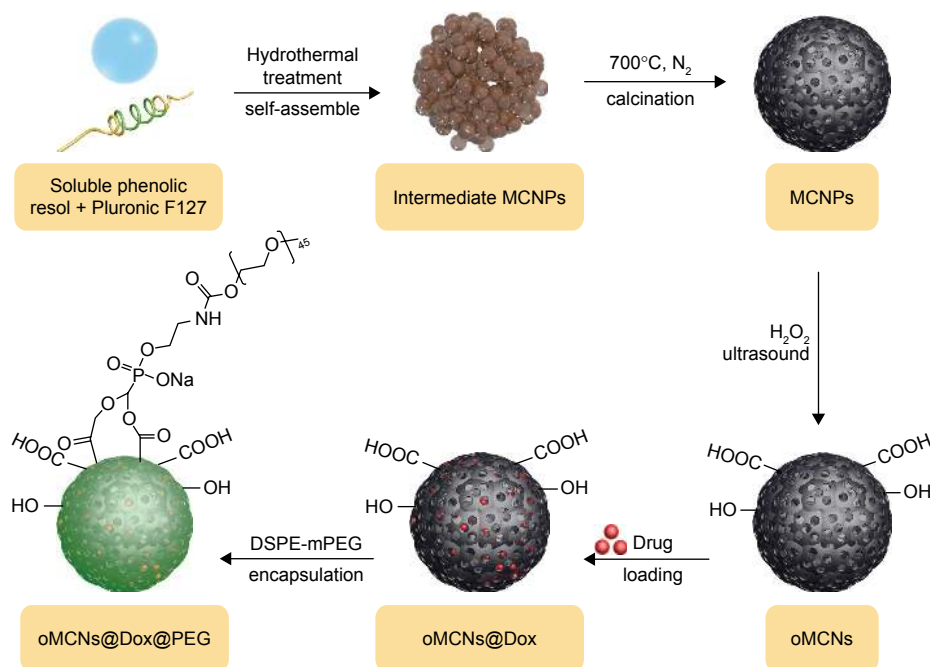 Hydrothermal
treatment
self-assemble
700°C, N₂
calcination
Soluble phenolic
resol + Pluronic F127
Intermediate MCNPs
MCNPs
H₂O₂
ultrasound
O
45
O
O
NH
O
O
P
ONa
O
O
O
O
HOOC
COOH
HO
OH
HOOC
COOH
HO
OH
HOOC
COOH
HO
OH
DSPE-mPEG
encapsulation
Drug
loading
oMCNs@Dox@PEG
oMCNs@Dox
oMCNs